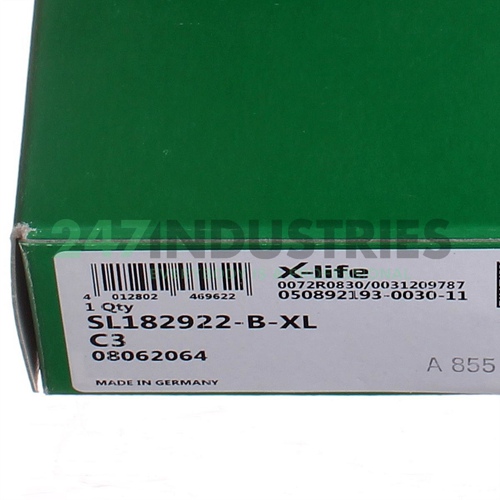 247INDUSTRIES
X-life
0072R0830/0031209787
050892193-0030-11
4 012802 469622
1 Qty
SL182922-B-XL
C3
08062064
A 855
MADE IN GERMANY